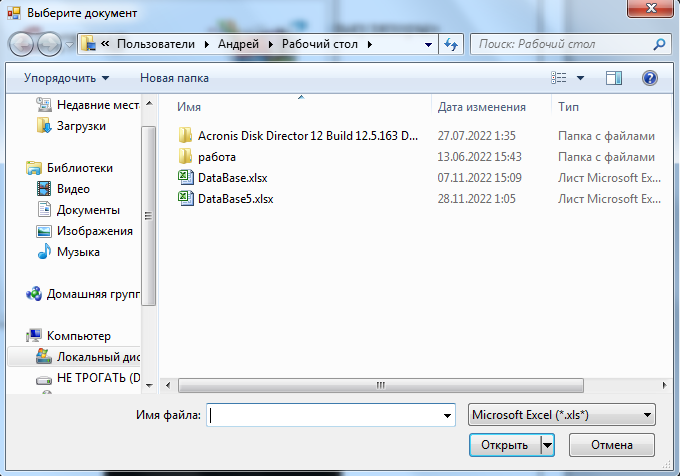 Выберите документ
« Пользователи ▸ Андрей ▸ Рабочий стол ▸
Поиск: Рабочий стол
Упорядочить
Новая папка
Недавние мест
Загрузки
Библиотеки
Видео
Документы
Изображения
Музыка
Домашняя групп
Компьютер
Локальный дис
НЕ ТРОГАТЬ (D
Имя Дата изменения Тип
Acronis Disk Director 12 Build 12.5.163 D... 27.07.2022 1:35 Папка с файлами
работа 13.06.2022 15:43 Папка с файлами
DataBase.xlsx 07.11.2022 15:09 Лист Microsoft Ex...
DataBase5.xlsx 28.11.2022 1:05 Лист Microsoft Ex...
Имя файла:
Microsoft Excel (*.xls*)
Открыть
Отмена